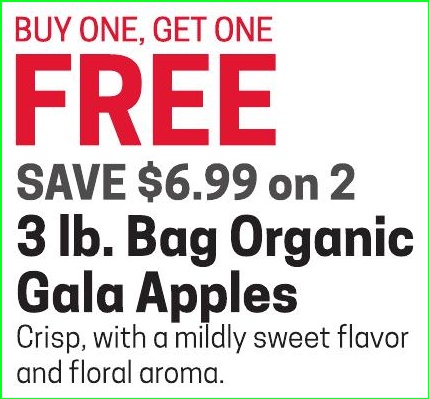 BUY ONE, GET ONE
FREE
SAVE $6.99 on 2
3 lb. Bag Organic
Gala Apples
Crisp, with a mildly sweet flavor
and floral aroma.